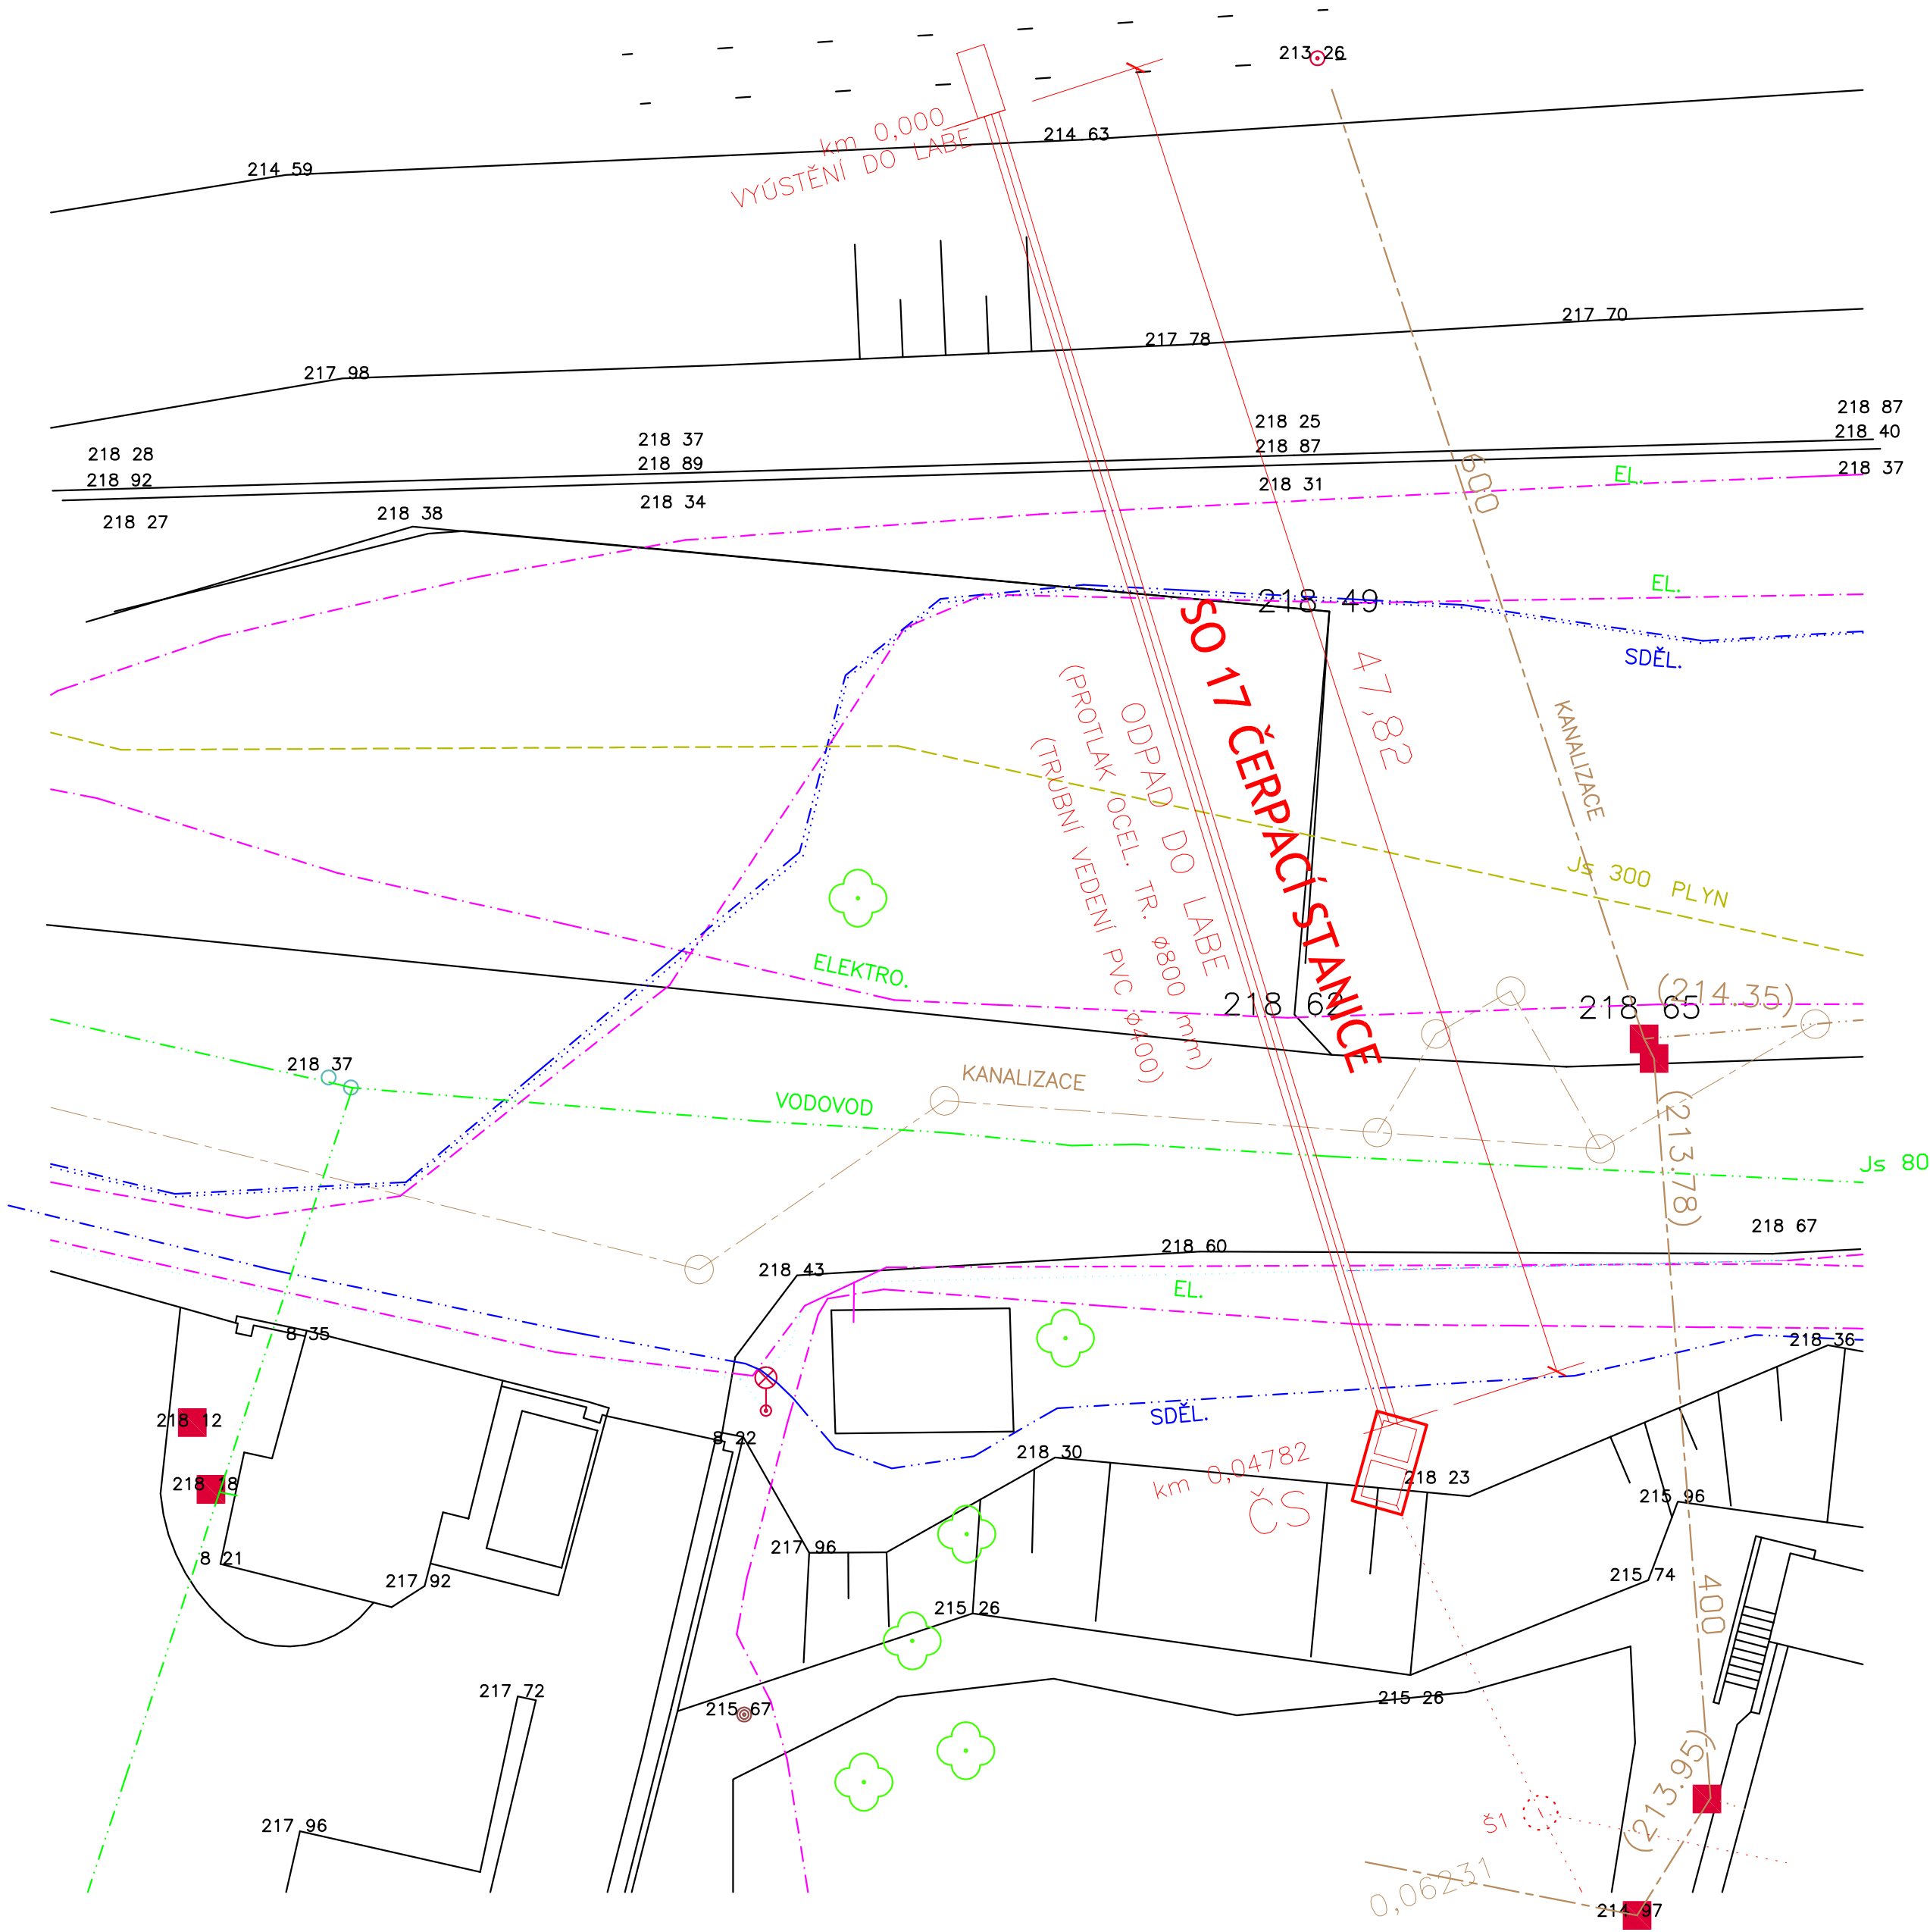 213 26
km 0,000
VYÚSTĚNÍ DO LABE
214 63
214 59
217 70
217 78
217 98
218 87
218 25
218 40
218 37
218 87
218 28
218 89
218 37
EL.
218 92
218 31
600
218 34
218 38
218 27
EL.
218 49
SDĚL.
SO 17 ČERPACÍ STANICE
47,82
ODPAD DO LABE
(PROTLAK OCEL. TR. ø800 mm)
(TRUBNÍ VEDENÍ PVC ø400)
KANALIZACE
Js 300 PLYN
ELEKTRO.
(214.35)
218 62
218 65
218 37
KANALIZACE
VODOVOD
(213.78)
Js 80
218 67
218 60
218 43
EL.
8 35
218 36
SDĚL.
218 12
8 22
218 30
km 0,04782
218 23
218 18
ČS
215 96
217 96
8 21
217 92
215 74
215 26
400
217 72
215 28
215 67
(213.95)
Š1
217 96
0,06231
214 97